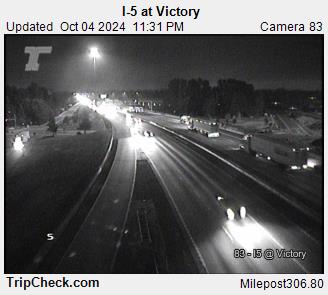 I-5 at Victory
Updated Oct 04 2024 11:31 PM Camera 83
T
S
83 - I5 @ Victory
TripCheck.com Milepost306.80